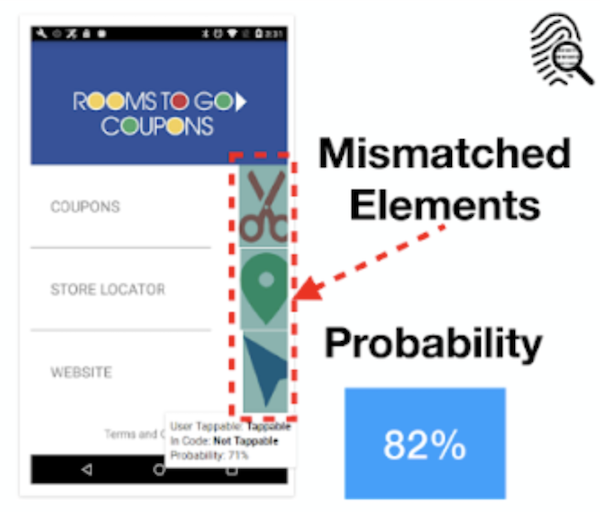 2:31
ROOMS TO GO
COUPONS
COUPONS
STORE LOCATOR
WEBSITE
Terms and
User Tappable: Tappable
In Code: Not Tappable
Probability: 71%
Mismatched
Elements
Probability
82%